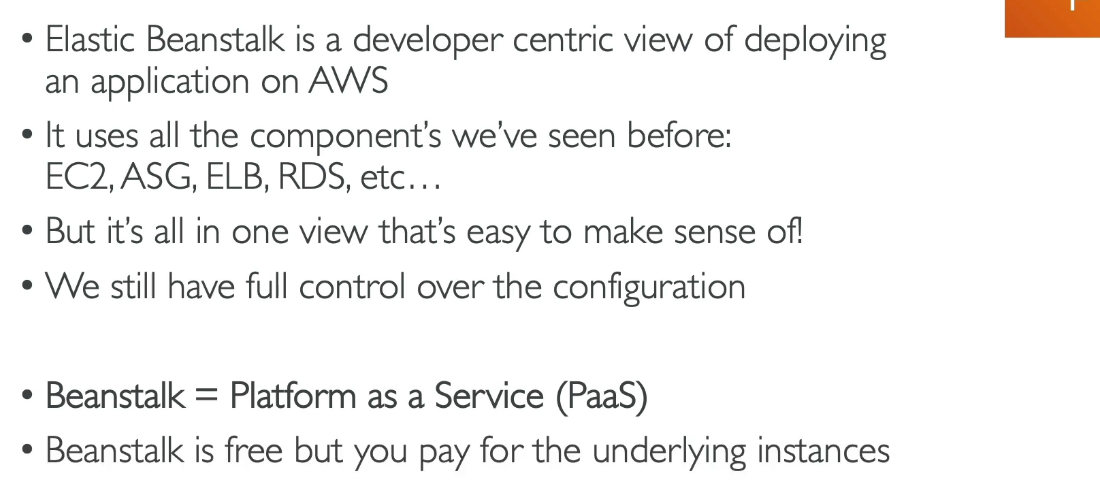 • Elastic Beanstalk is a developer centric view of deploying
an application on AWS
• It uses all the component's we've seen before:
EC2, ASG, ELB, RDS, etc…
• But it's all in one view that's easy to make sense of!
• We still have full control over the configuration
• Beanstalk = Platform as a Service (PaaS)
• Beanstalk is free but you pay for the underlying instances